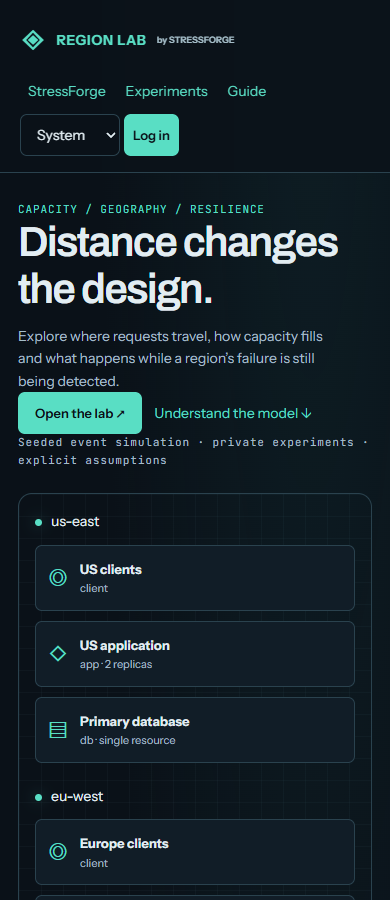 REGION LAB by STRESSFORGE
StressForge Experiments Guide
System Log in
CAPACITY / GEOGRAPHY / RESILIENCE
Distance changes
the design.
Explore where requests travel, how capacity fills
and what happens while a region's failure is still
being detected.
Open the lab ↗ Understand the model ↓
Seeded event simulation · private experiments ·
explicit assumptions
us-east
US clients
client
US application
app · 2 replicas
Primary database
db · single resource
eu-west
Europe clients
client